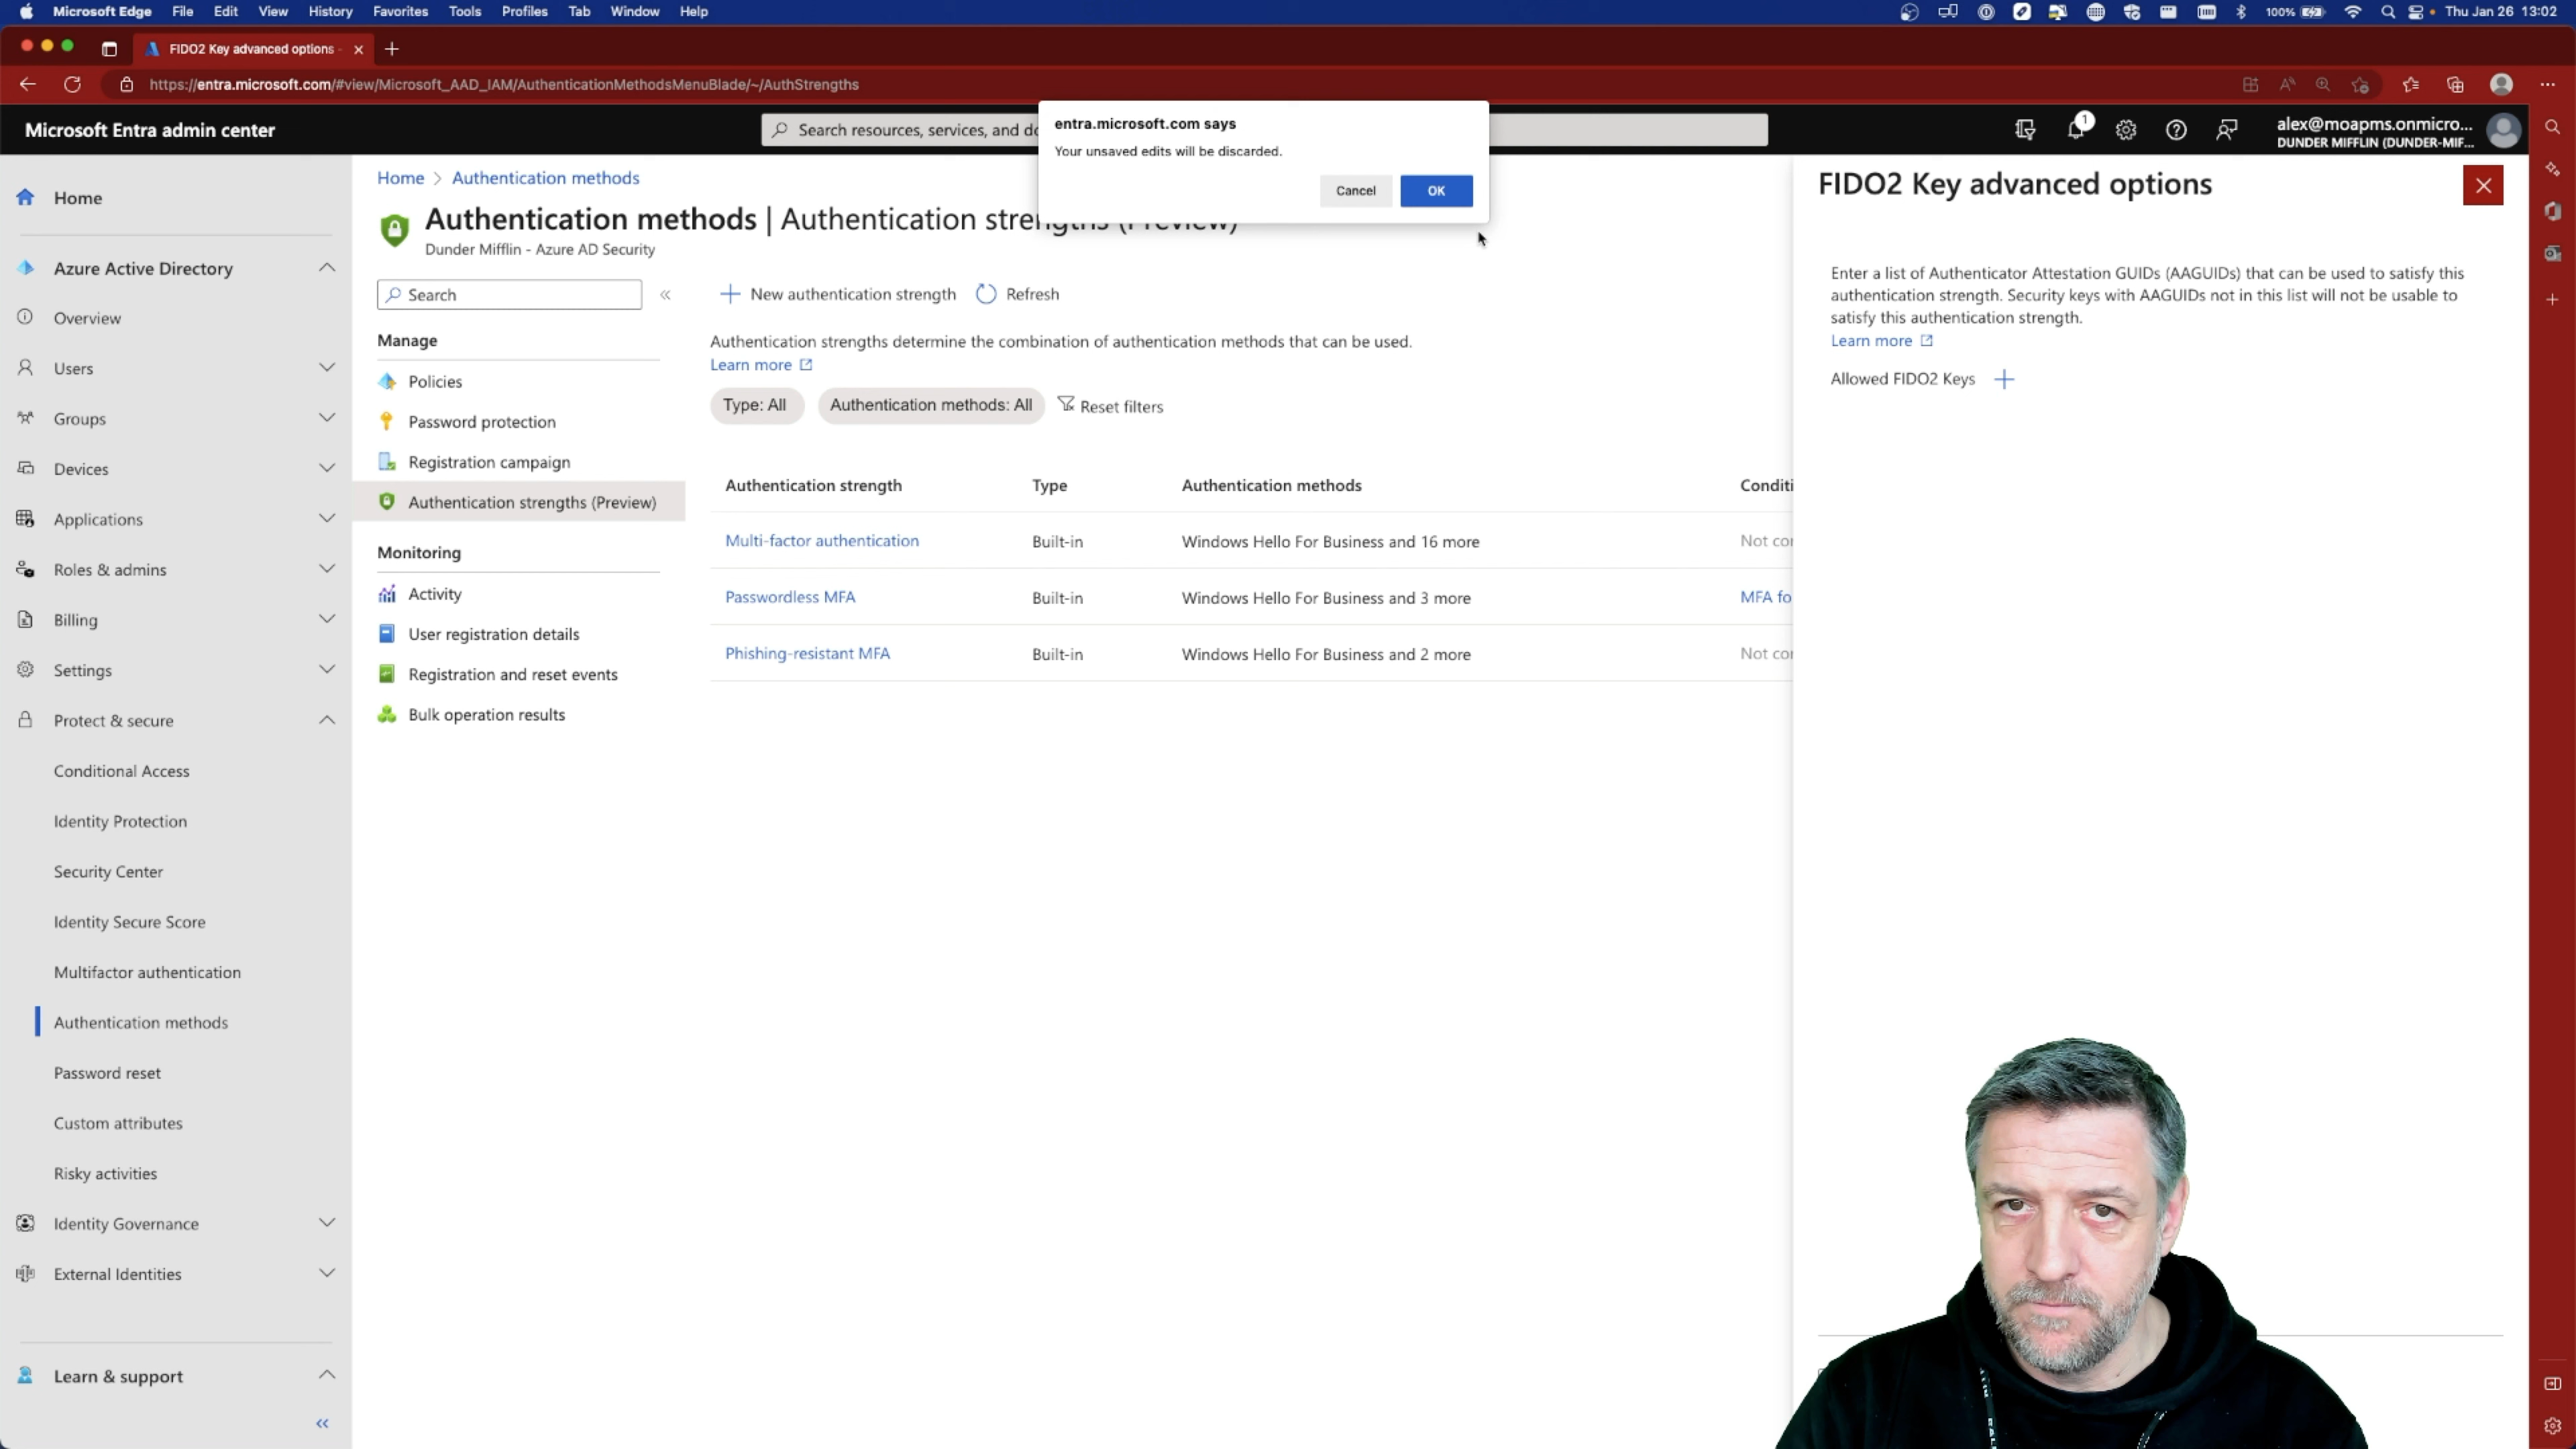 Microsoft Edge File Edit View History Favorites Tools Profiles Tab Window Help
100% Thu Jan 26 13:02
FIDO2 Key advanced options -
https://entra.microsoft.com/#view/Microsoft_AAD_IAM/AuthenticationMethodsMenuBlade/~/AuthStrengths
Microsoft Entra admin center
Search resources, services, and do
1
alex@moapms.onmicro...
DUNDER MIFFLIN (DUNDER-MIF...
entra.microsoft.com says
Your unsaved edits will be discarded.
Cancel
OK
Home
Azure Active Directory
Overview
Users
Groups
Devices
Applications
Roles & admins
Billing
Settings
Protect & secure
Conditional Access
Identity Protection
Security Center
Identity Secure Score
Multifactor authentication
Authentication methods
Password reset
Custom attributes
Risky activities
Identity Governance
External Identities
Learn & support
Home > Authentication methods
Authentication methods | Authentication strengths (Preview)
Dunder Mifflin - Azure AD Security
Search
Manage
Policies
Password protection
Registration campaign
Authentication strengths (Preview)
Monitoring
Activity
User registration details
Registration and reset events
Bulk operation results
New authentication strength Refresh
Authentication strengths determine the combination of authentication methods that can be used.
Learn more
Type: All Authentication methods: All Reset filters
Authentication strength Type Authentication methods Conditi
Multi-factor authentication Built-in Windows Hello For Business and 16 more Not co
Passwordless MFA Built-in Windows Hello For Business and 3 more MFA fo
Phishing-resistant MFA Built-in Windows Hello For Business and 2 more Not co
FIDO2 Key advanced options
Enter a list of Authenticator Attestation GUIDs (AAGUIDs) that can be used to satisfy this
authentication strength. Security keys with AAGUIDs not in this list will not be usable to
satisfy this authentication strength.
Learn more
Allowed FIDO2 Keys